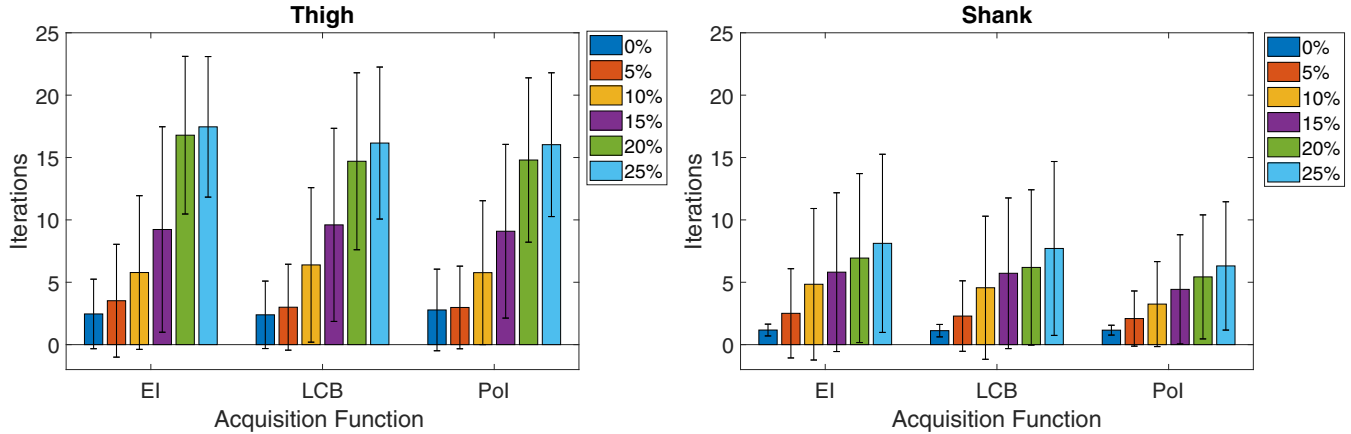 Thigh
25
20
15
10
5
0
Iterations
EI
LCB
PoI
Acquisition Function
0%
5%
10%
15%
20%
25%
Shank
25
20
15
10
5
0
Iterations
EI
LCB
PoI
Acquisition Function
0%
5%
10%
15%
20%
25%